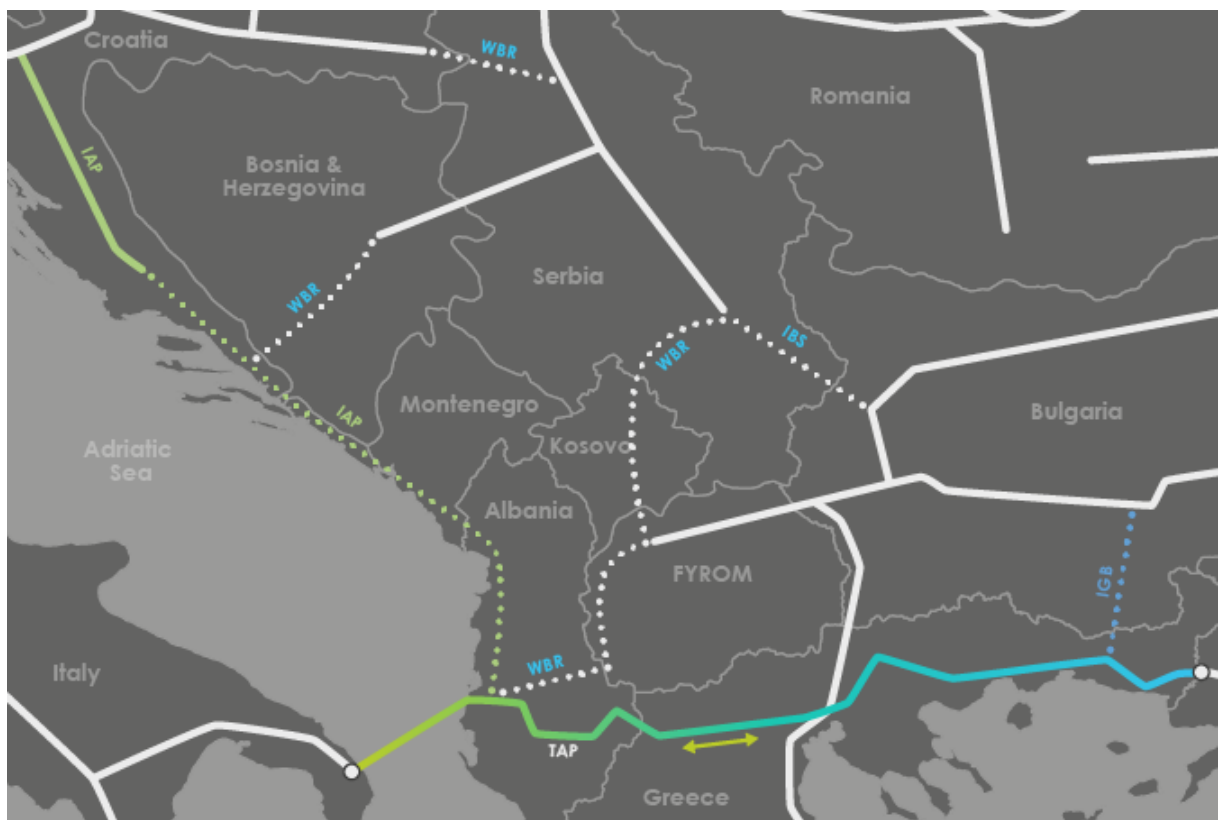 Croatia
WBR
Romania
IAP
Bosnia &
Herzegovina
WBR
Serbia
IBS
WBR
IAP
Montenegro
Bulgaria
Kosovo
Adriatic
Sea
Albania
FYROM
IGB
Italy
WBR
TAP
Greece